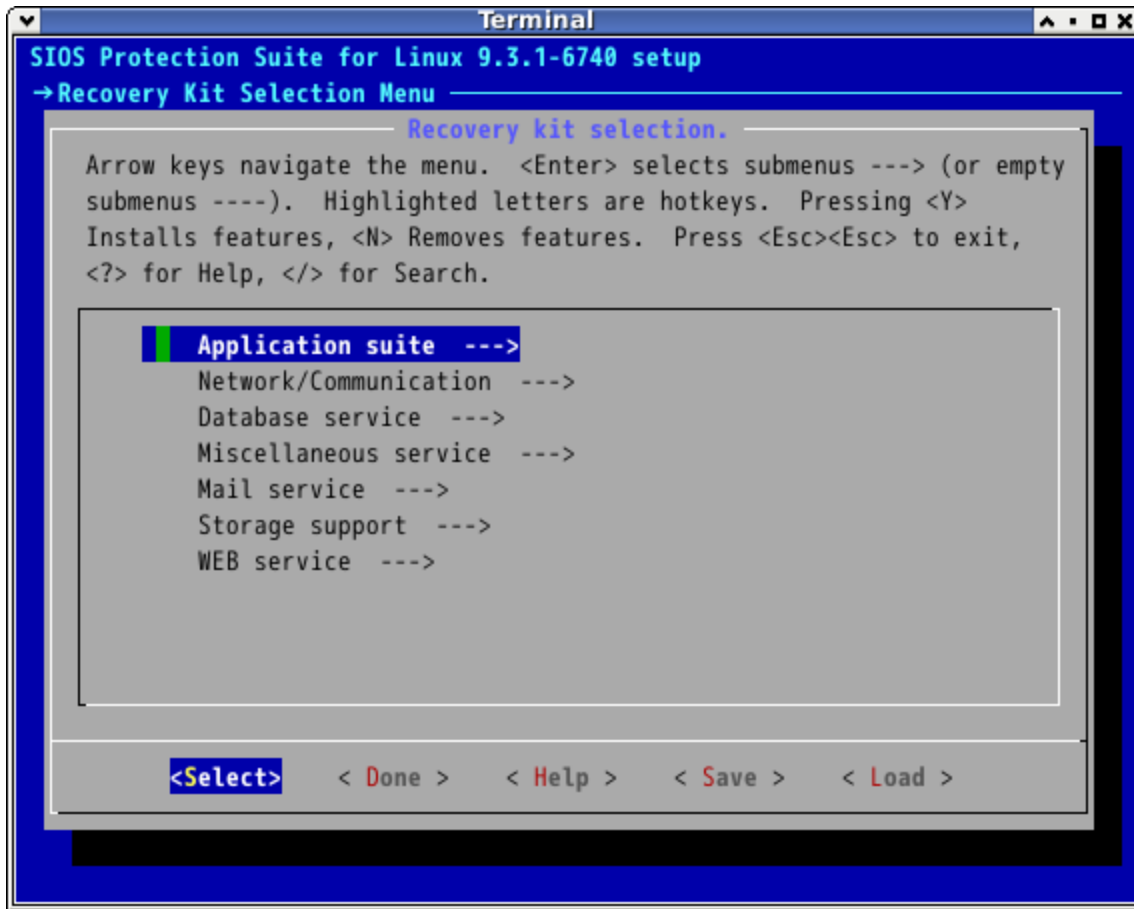 Terminal
SIOS Protection Suite for Linux 9.3.1-6740 setup
→Recovery Kit Selection Menu
Recovery kit selection.
Arrow keys navigate the menu.  <Enter> selects submenus ---> (or empty
submenus ----).  Highlighted letters are hotkeys.  Pressing <Y>
Installs features, <N> Removes features.  Press <Esc><Esc> to exit,
<?> for Help, </> for Search.
Application suite  --->
Network/Communication  --->
Database service  --->
Miscellaneous service  --->
Mail service  --->
Storage support  --->
WEB service  --->
<Select>    < Done >    < Help >    < Save >    < Load >